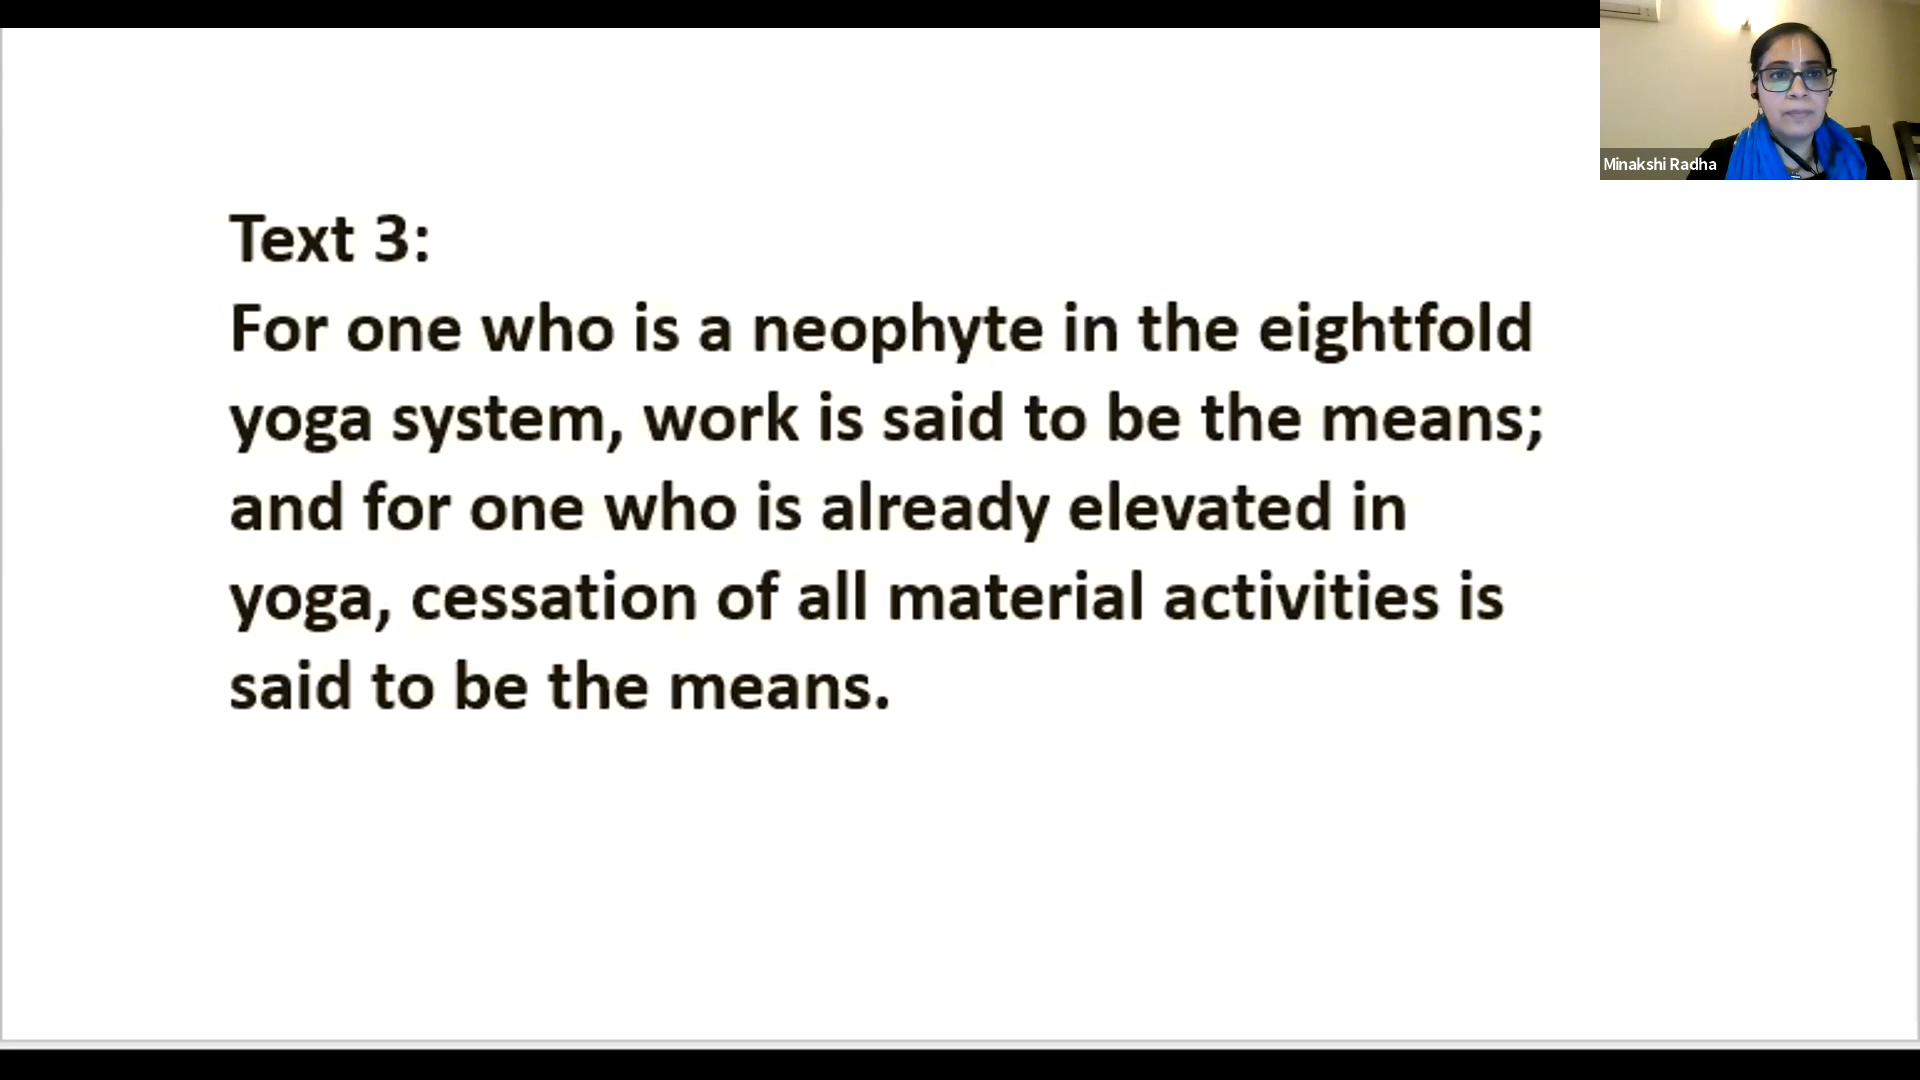 Minakshi Radha
Text 3:
For one who is a neophyte in the eightfold
yoga system, work is said to be the means;
and for one who is already elevated in
yoga, cessation of all material activities is
said to be the means.